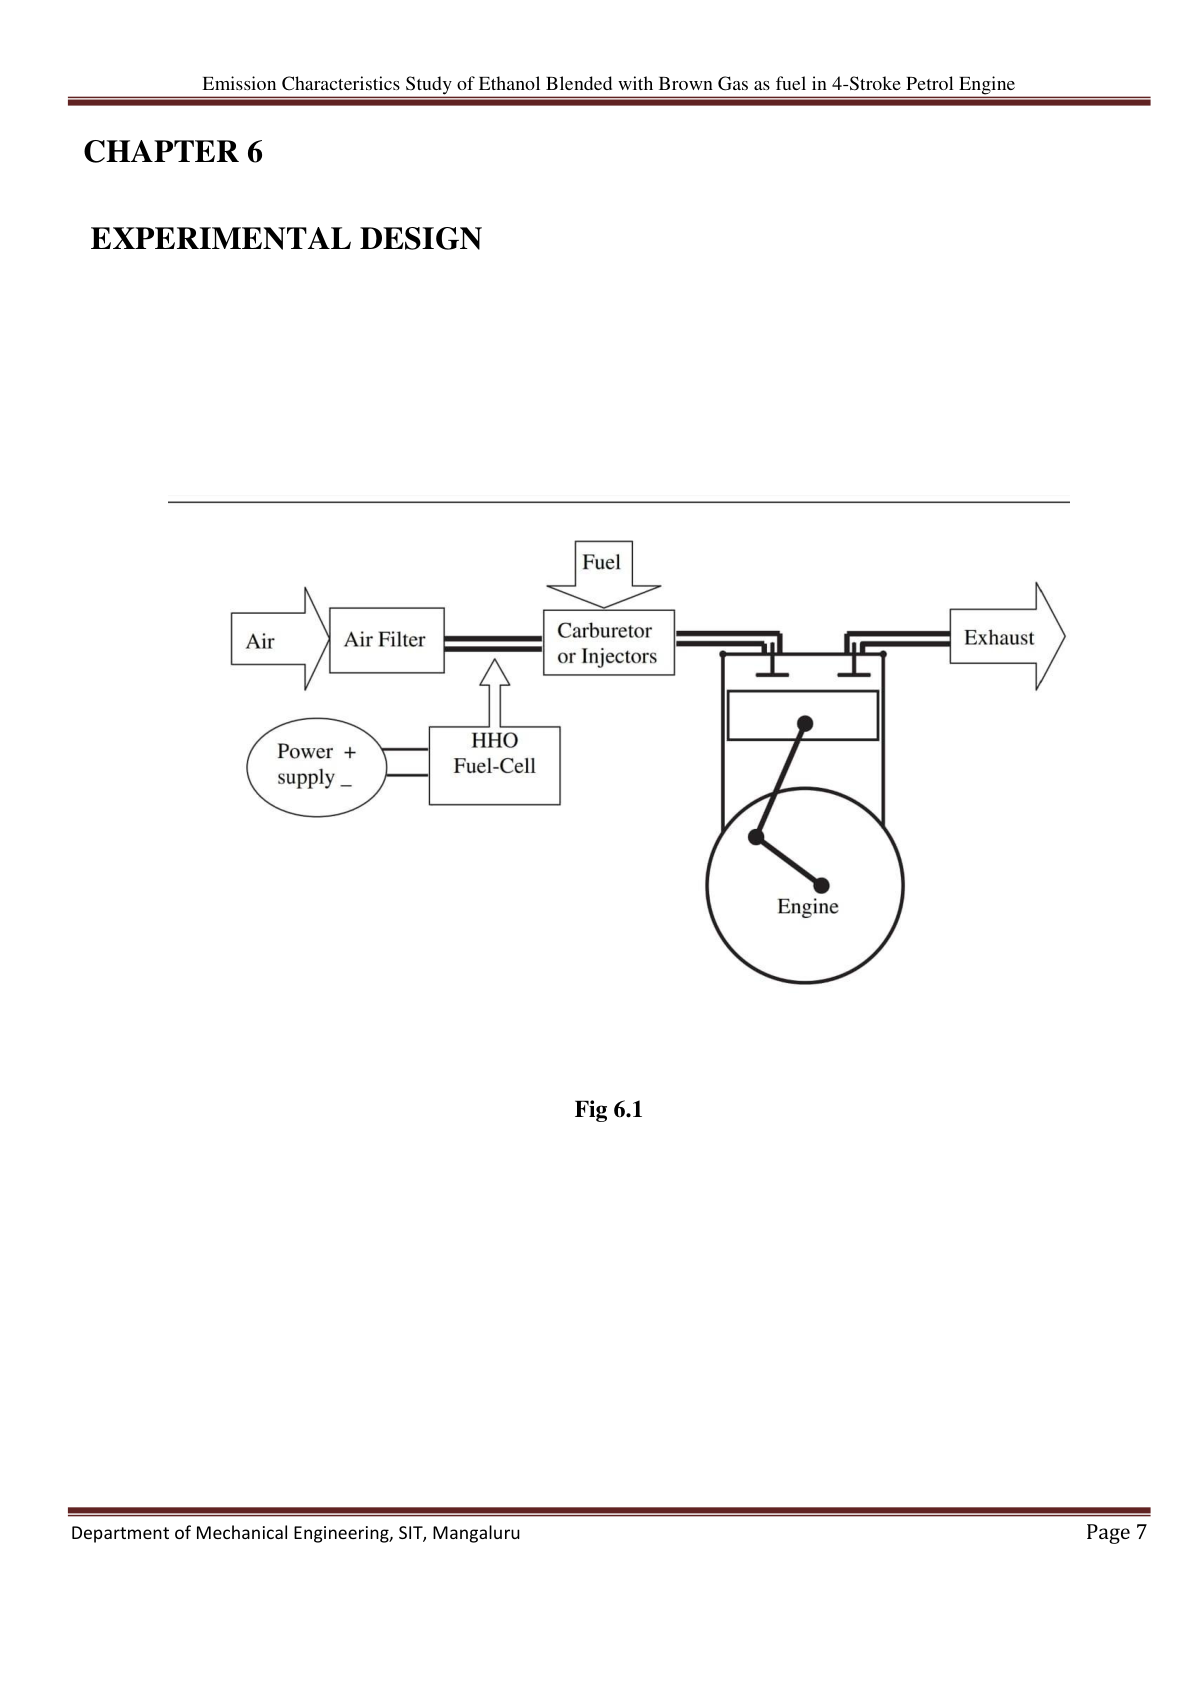 Emission Characteristics Study of Ethanol Blended with Brown Gas as fuel in 4-Stroke Petrol Engine
CHAPTER 6
EXPERIMENTAL DESIGN
Fuel
Air
Air Filter
Carburetor
or Injectors
Exhaust
Power +
supply _
HHO
Fuel-Cell
Engine
Fig 6.1
Department of Mechanical Engineering, SIT, Mangaluru
Page 7